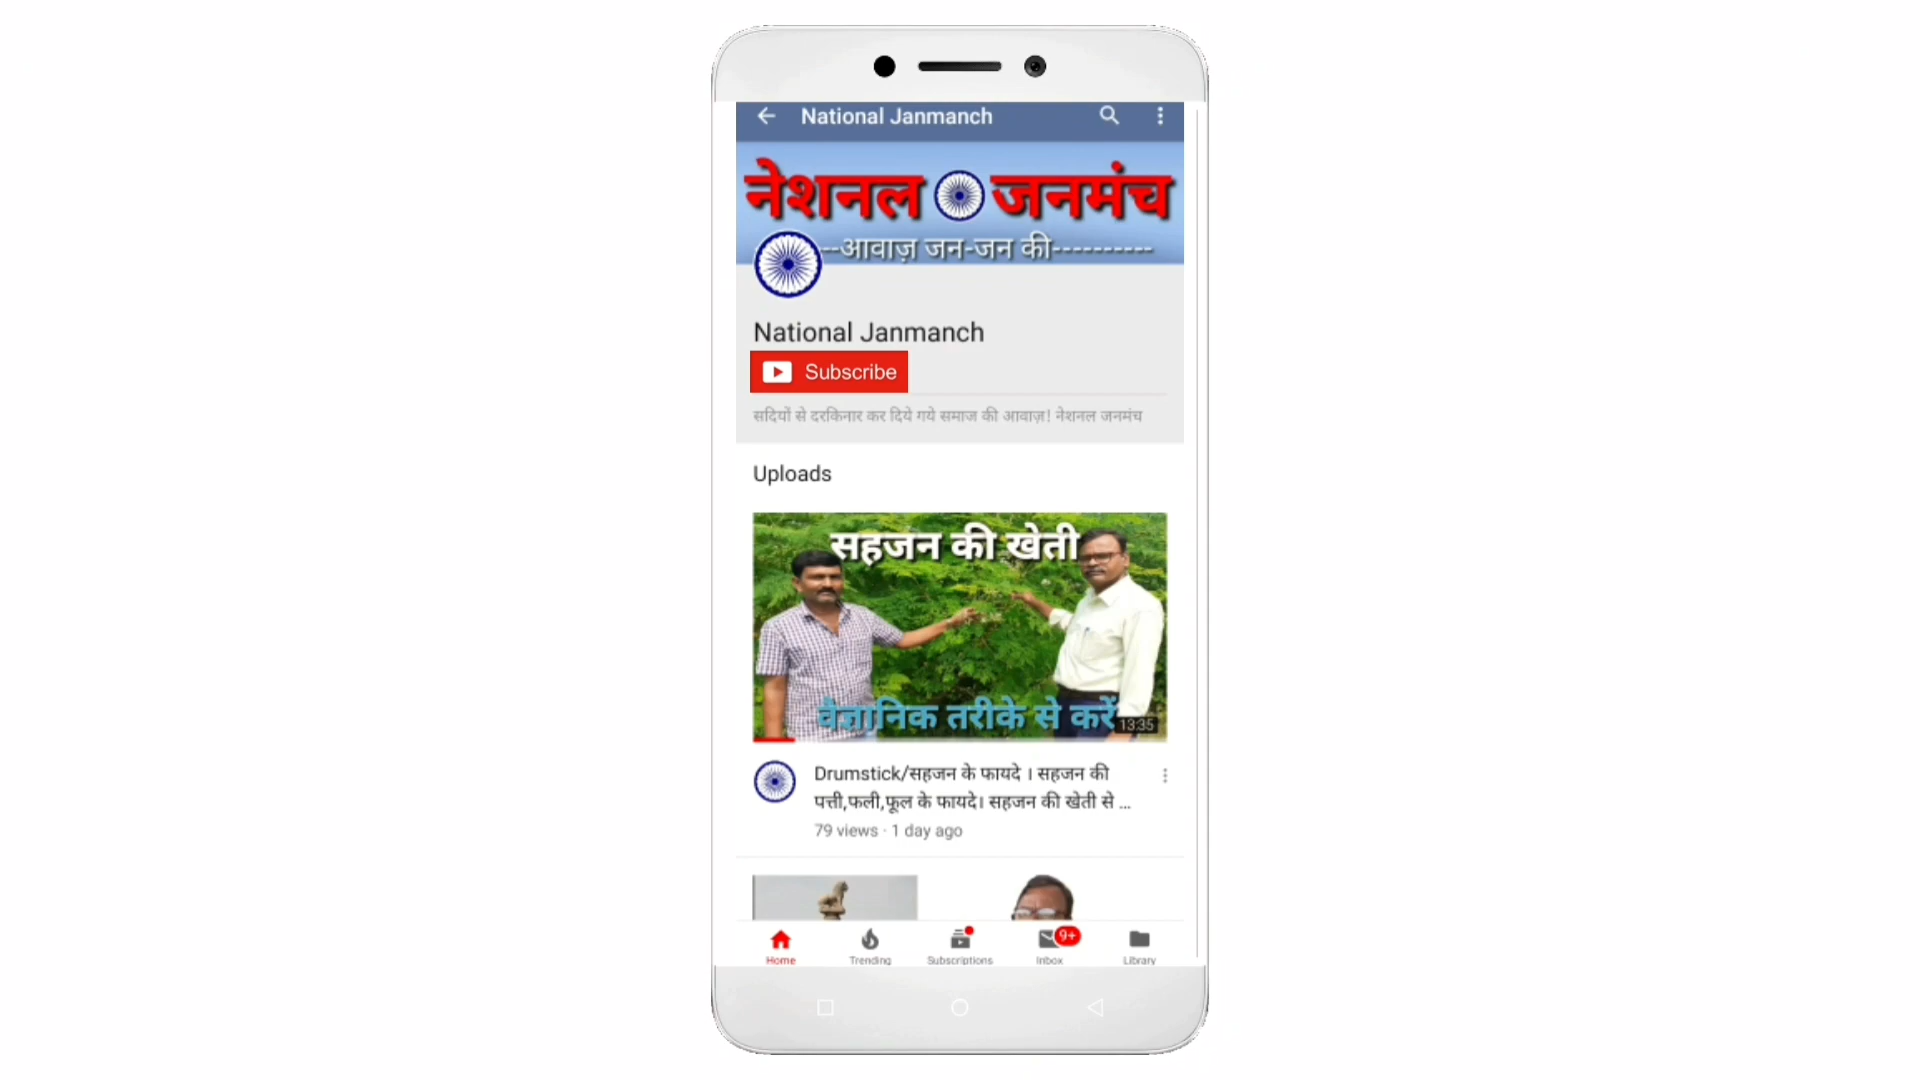 National Janmanch
नेशनल जनमंच
--आवाज़ जन-जन की----------
National Janmanch
Subscribe
सदियों से दरकिनार कर दिये गये समाज की आवाज़! नेशनल जनमंच
Uploads
सहजन की खेती
वैज्ञानिक तरीके से करें
13:35
Drumstick/सहजन के फायदे । सहजन की
पत्ती,फली,फूल के फायदे। सहजन की खेती से ...
79 views · 1 day ago
9+
Home Trending Subscriptions Inbox Library